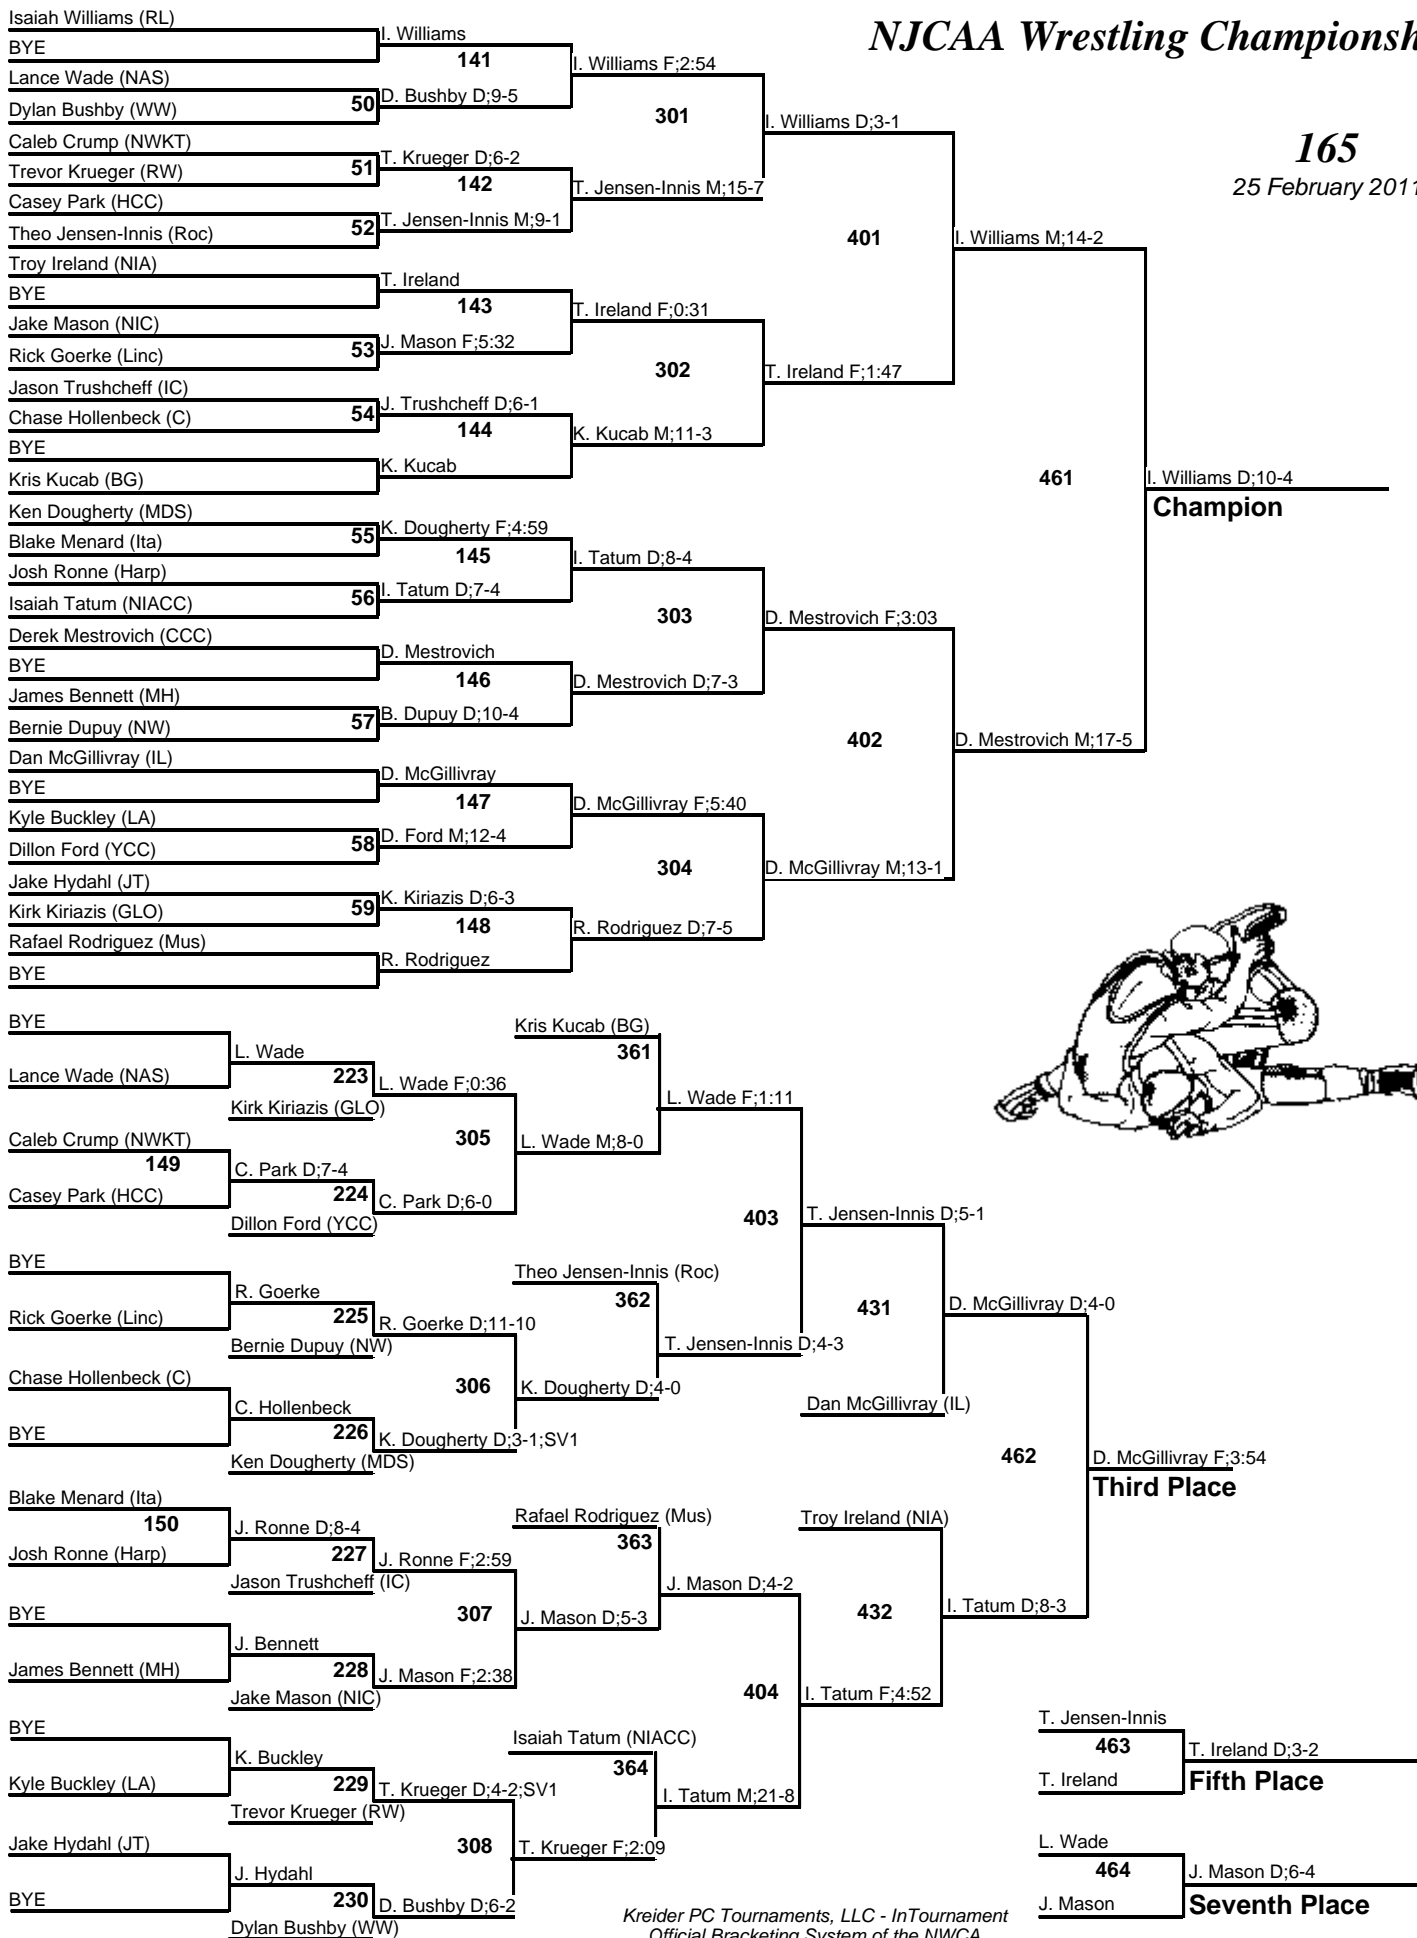 NJCAA Wrestling Championsh
165
25 February 2011
Isaiah Williams (RL)
BYE
Lance Wade (NAS)
Dylan Bushby (WW)
Caleb Crump (NWKT)
Trevor Krueger (RW)
Casey Park (HCC)
Theo Jensen-Innis (Roc)
Troy Ireland (NIA)
BYE
Jake Mason (NIC)
Rick Goerke (Linc)
Jason Trushcheff (IC)
Chase Hollenbeck (C)
BYE
Kris Kucab (BG)
Ken Dougherty (MDS)
Blake Menard (Ita)
Josh Ronne (Harp)
Isaiah Tatum (NIACC)
Derek Mestrovich (CCC)
BYE
James Bennett (MH)
Bernie Dupuy (NW)
Dan McGillivray (IL)
BYE
Kyle Buckley (LA)
Dillon Ford (YCC)
Jake Hydahl (JT)
Kirk Kiriazis (GLO)
Rafael Rodriguez (Mus)
BYE
50
51
52
53
54
55
56
57
58
59
I. Williams
141
D. Bushby D;9-5
T. Krueger D;6-2
142
T. Jensen-Innis M;9-1
T. Ireland
143
J. Mason F;5:32
J. Trushcheff D;6-1
144
K. Kucab
K. Dougherty F;4:59
145
I. Tatum D;7-4
D. Mestrovich
146
B. Dupuy D;10-4
D. McGillivray
147
D. Ford M;12-4
K. Kiriazis D;6-3
148
R. Rodriguez
I. Williams F;2:54
301
T. Jensen-Innis M;15-7
T. Ireland F;0:31
302
K. Kucab M;11-3
I. Tatum D;8-4
303
D. Mestrovich D;7-3
D. McGillivray F;5:40
304
R. Rodriguez D;7-5
I. Williams D;3-1
401
T. Ireland F;1:47
D. Mestrovich F;3:03
402
D. McGillivray M;13-1
I. Williams M;14-2
461
D. Mestrovich M;17-5
I. Williams D;10-4
Champion
BYE
Lance Wade (NAS)
Caleb Crump (NWKT)
149
Casey Park (HCC)
BYE
Rick Goerke (Linc)
Chase Hollenbeck (C)
BYE
Blake Menard (Ita)
150
Josh Ronne (Harp)
BYE
James Bennett (MH)
BYE
Kyle Buckley (LA)
Jake Hydahl (JT)
BYE
L. Wade
223
Kirk Kiriazis (GLO)
C. Park D;7-4
224
Dillon Ford (YCC)
R. Goerke
225
Bernie Dupuy (NW)
C. Hollenbeck
226
Ken Dougherty (MDS)
J. Ronne D;8-4
227
Jason Trushcheff (IC)
J. Bennett
228
Jake Mason (NIC)
K. Buckley
229
Trevor Krueger (RW)
J. Hydahl
230
Dylan Bushby (WW)
L. Wade F;0:36
305
C. Park D;6-0
R. Goerke D;11-10
306
K. Dougherty D;3-1;SV1
J. Ronne F;2:59
307
J. Mason F;2:38
T. Krueger D;4-2;SV1
308
D. Bushby D;6-2
Kris Kucab (BG)
361
L. Wade M;8-0
Theo Jensen-Innis (Roc)
362
K. Dougherty D;4-0
Rafael Rodriguez (Mus)
363
J. Mason D;5-3
Isaiah Tatum (NIACC)
364
T. Krueger F;2:09
L. Wade F;1:11
403
T. Jensen-Innis D;4-3
J. Mason D;4-2
404
I. Tatum M;21-8
T. Jensen-Innis D;5-1
431
Dan McGillivray (IL)
Troy Ireland (NIA)
432
I. Tatum F;4:52
D. McGillivray D;4-0
462
I. Tatum D;8-3
D. McGillivray F;3:54
Third Place
T. Jensen-Innis
463
T. Ireland
T. Ireland D;3-2
Fifth Place
L. Wade
464
J. Mason
J. Mason D;6-4
Seventh Place
Kreider PC Tournaments, LLC - InTournament
Official Bracketing System of the NWCA